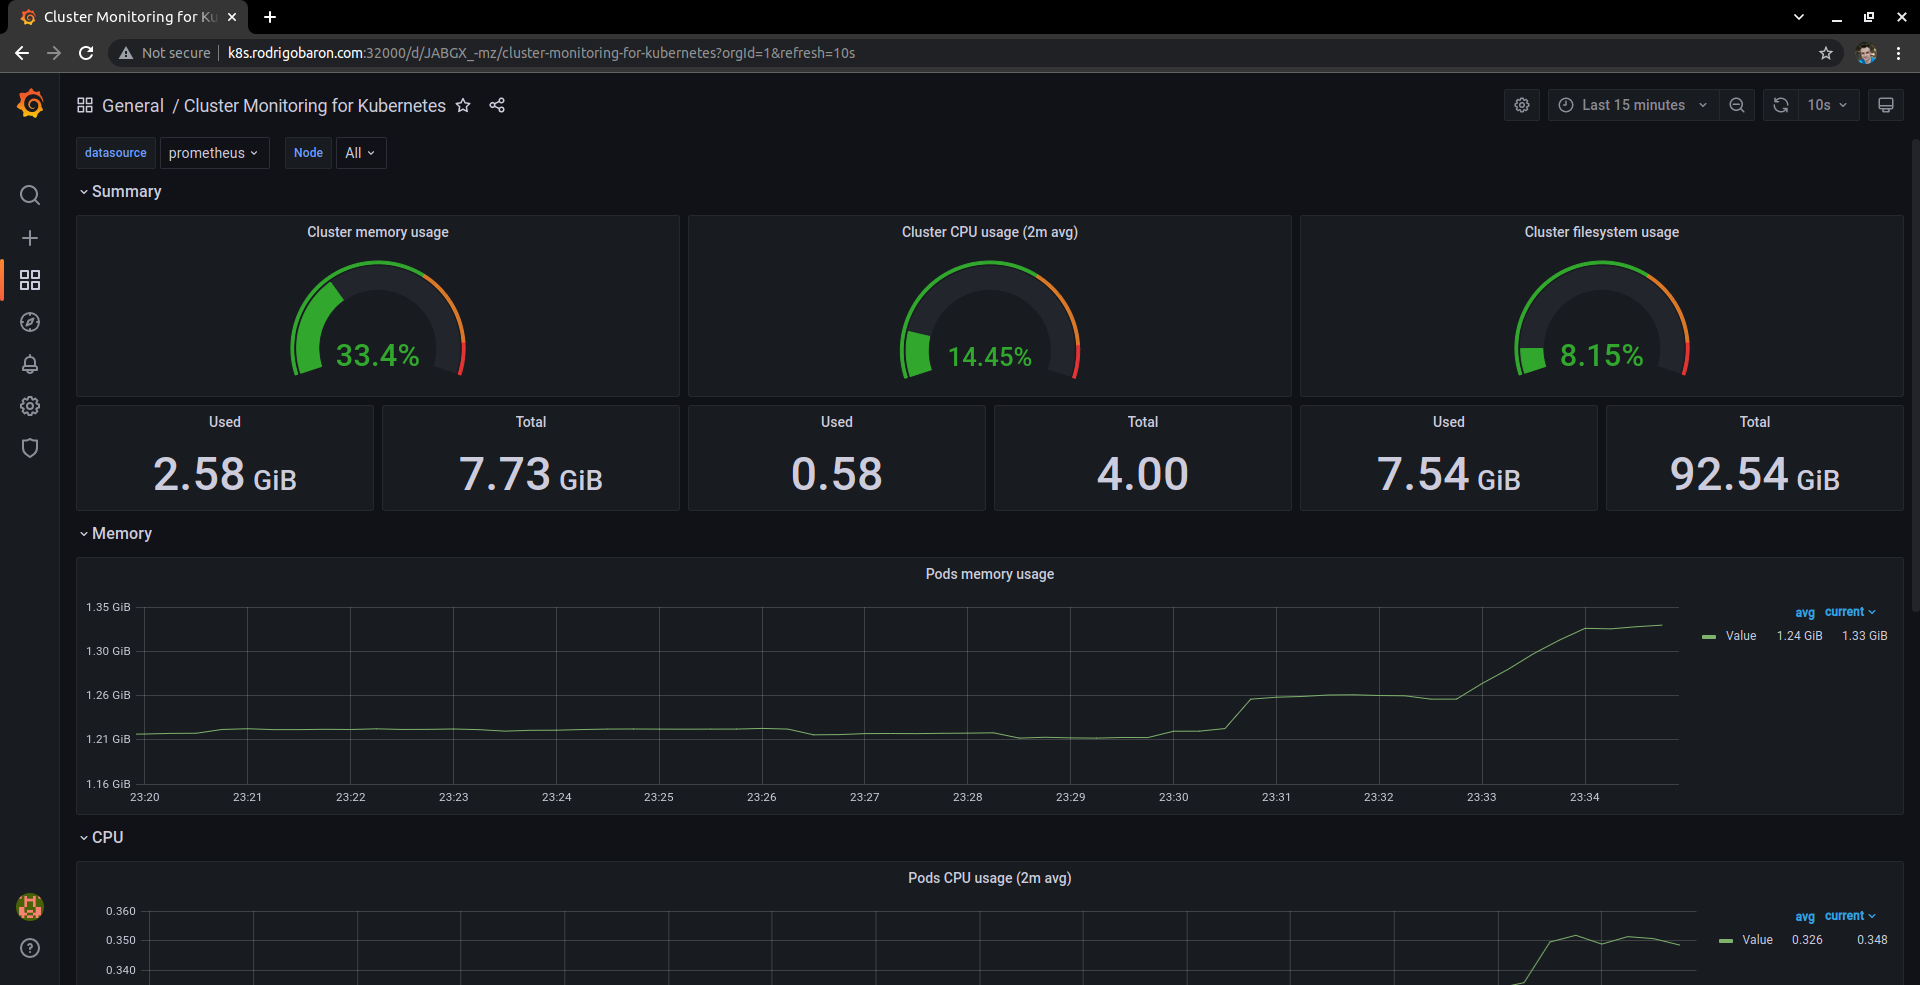 Cluster Monitoring for Ku
Not secure k8s.rodrigobaron.com:32000/d/JABGX_-mz/cluster-monitoring-for-kubernetes?orgId=1&refresh=10s
General / Cluster Monitoring for Kubernetes
Last 15 minutes
10s
datasource prometheus Node All
Summary
Cluster memory usage
33.4%
Cluster CPU usage (2m avg)
14.45%
Cluster filesystem usage
8.15%
Used
2.58 GiB
Total
7.73 GiB
Used
0.58
Total
4.00
Used
7.54 GiB
Total
92.54 GiB
Memory
Pods memory usage
1.35 GiB
1.30 GiB
1.26 GiB
1.21 GiB
1.16 GiB
23:20 23:21 23:22 23:23 23:24 23:25 23:26 23:27 23:28 23:29 23:30 23:31 23:32 23:33 23:34
avg current
Value 1.24 GiB 1.33 GiB
CPU
Pods CPU usage (2m avg)
0.360
0.350
0.340
avg current
Value 0.326 0.348